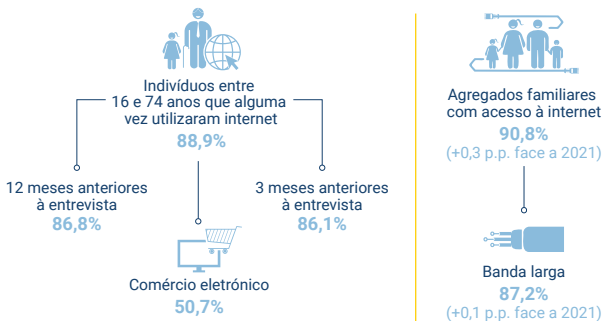 Indivíduos entre
16 e 74 anos que alguma
vez utilizaram internet
88,9%
12 meses anteriores
à entrevista
86,8%
3 meses anteriores
à entrevista
86,1%
Comércio eletrónico
50,7%
Agregados familiares
com acesso à internet
90,8%
(+0,3 p.p. face a 2021)
Banda larga
87,2%
(+0,1 p.p. face a 2021)